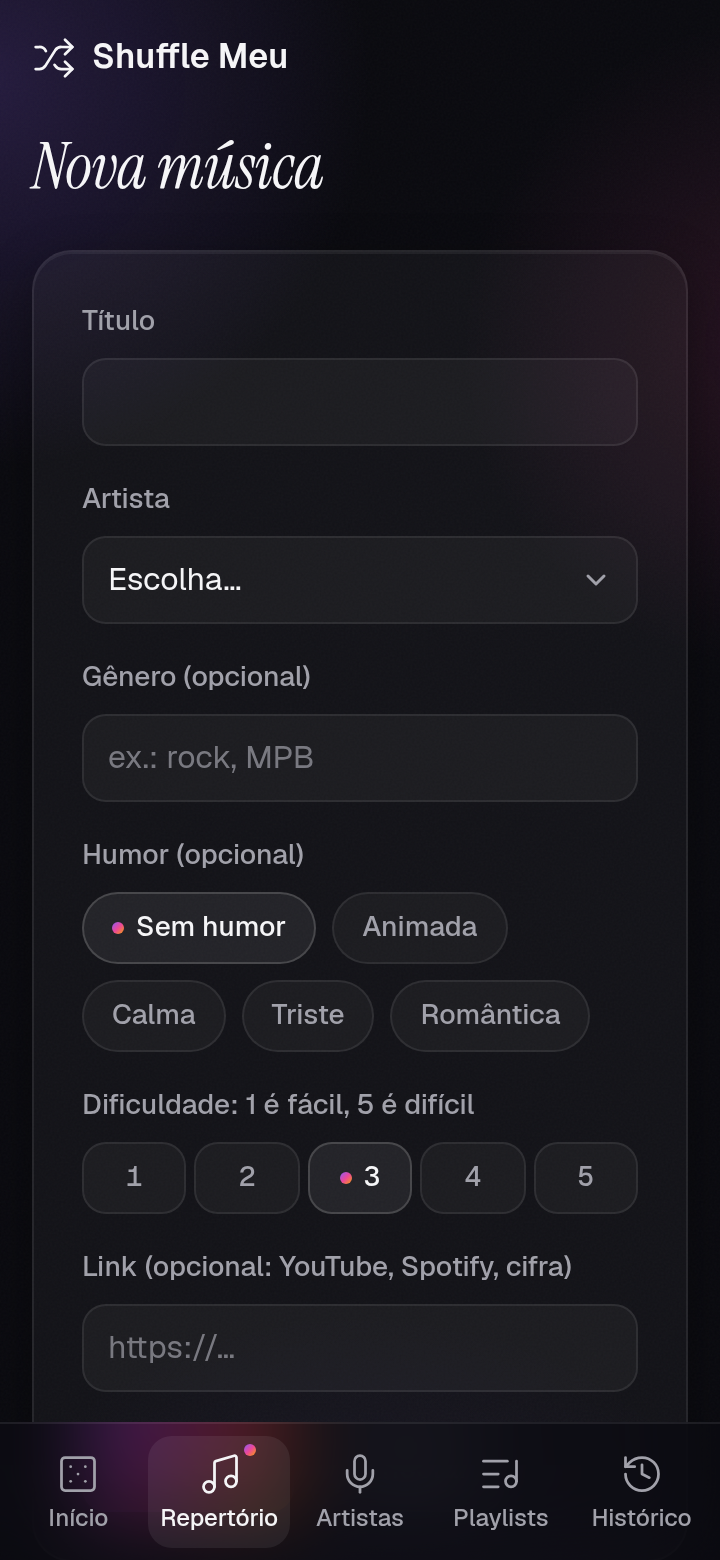 Shuffle Meu
Nova música
Título
Artista
Escolha...
Gênero (opcional)
ex.: rock, MPB
Humor (opcional)
Sem humor
Animada
Calma
Triste
Romântica
Dificuldade: 1 é fácil, 5 é difícil
1 2 3 4 5
Link (opcional: YouTube, Spotify, cifra)
https://...
Início Repertório Artistas Playlists Histórico